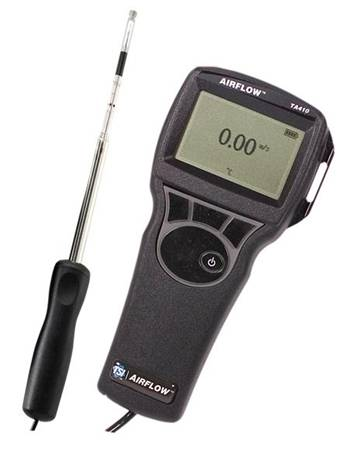 AIRFLOW™
TA410
0.00 m/s
℃
TSI AIRFLOW™